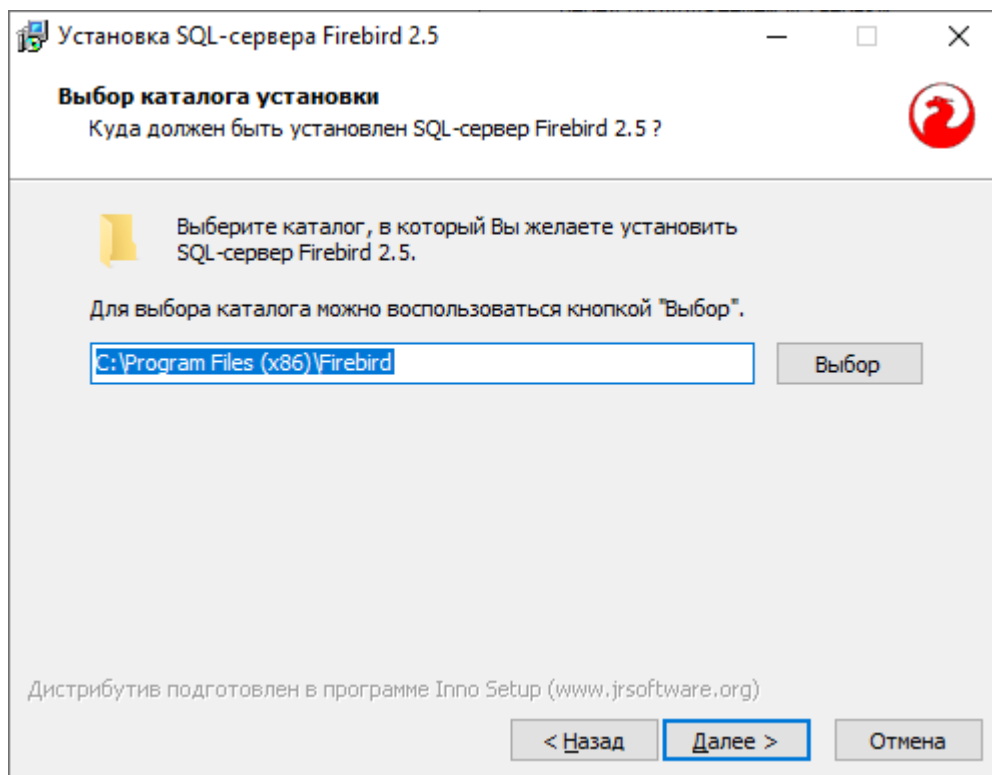 Установка SQL-сервера Firebird 2.5
Выбор каталога установки
Куда должен быть установлен SQL-сервер Firebird 2.5 ?
Выберите каталог, в который Вы желаете установить
SQL-сервер Firebird 2.5.
Для выбора каталога можно воспользоваться кнопкой "Выбор".
C:\Program Files (x86)\Firebird
Выбор
Дистрибутив подготовлен в программе Inno Setup (www.jrsoftware.org)
< Назад
Далее >
Отмена